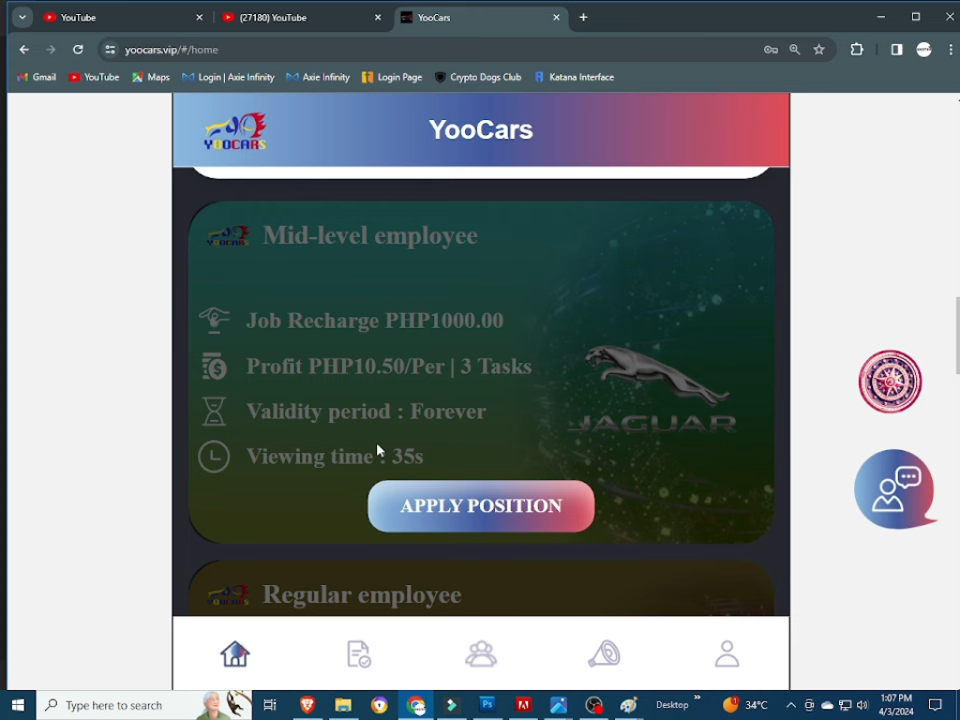 YouTube
(27180) YouTube
YooCars
yoocars.vip/#/home
Gmail
YouTube
Maps
Login | Axie Infinity
Axie Infinity
Login Page
Crypto Dogs Club
Katana Interface
YOOCARS
YooCars
Mid-level employee
Job Recharge PHP1000.00
Profit PHP10.50/Per | 3 Tasks
Validity period : Forever
Viewing time : 35s
JAGUAR
APPLY POSITION
Regular employee
Type here to search
Desktop
34°C
1:07 PM
4/3/2024